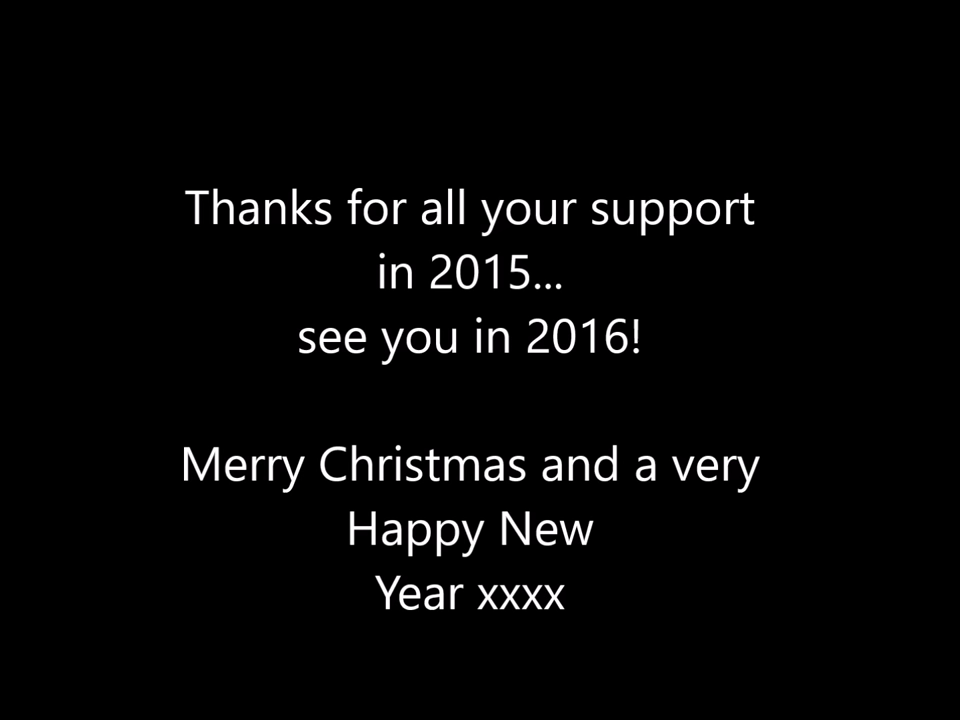 Thanks for all your support
in 2015...
see you in 2016!
Merry Christmas and a very
Happy New
Year xxxx